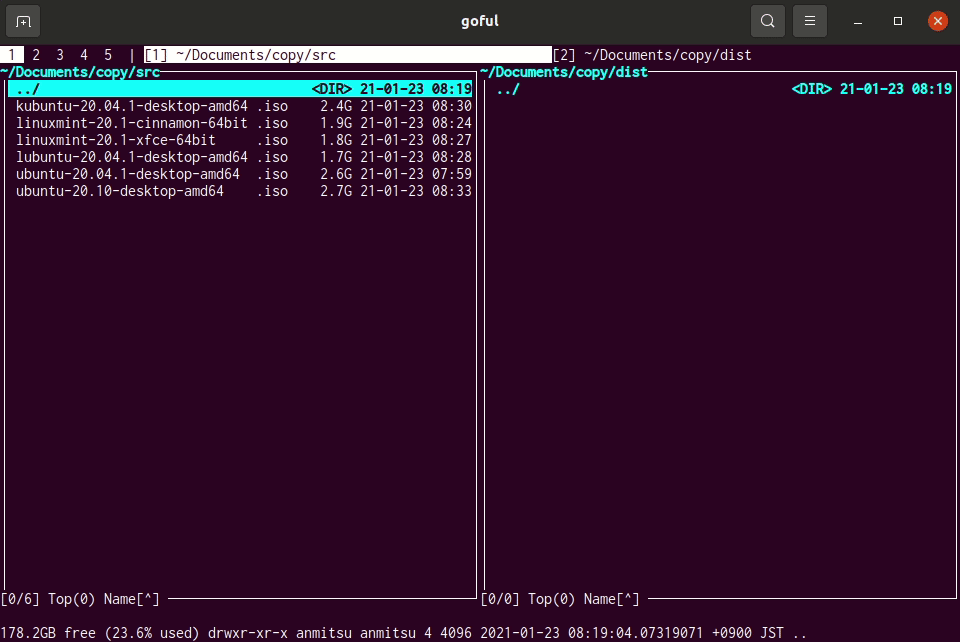 goful
1 2 3 4 5 | [1] ~/Documents/copy/src [2] ~/Documents/copy/dist
~/Documents/copy/src
../ <DIR> 21-01-23 08:19
kubuntu-20.04.1-desktop-amd64 .iso 2.4G 21-01-23 08:30
linuxmint-20.1-cinnamon-64bit .iso 1.9G 21-01-23 08:24
linuxmint-20.1-xfce-64bit .iso 1.8G 21-01-23 08:27
lubuntu-20.04.1-desktop-amd64 .iso 1.7G 21-01-23 08:28
ubuntu-20.04.1-desktop-amd64 .iso 2.6G 21-01-23 07:59
ubuntu-20.10-desktop-amd64 .iso 2.7G 21-01-23 08:33
[0/6] Top(0) Name[^]
~/Documents/copy/dist
../ <DIR> 21-01-23 08:19
[0/0] Top(0) Name[^]
178.2GB free (23.6% used) drwxr-xr-x anmitsu anmitsu 4 4096 2021-01-23 08:19:04.07319071 +0900 JST ..